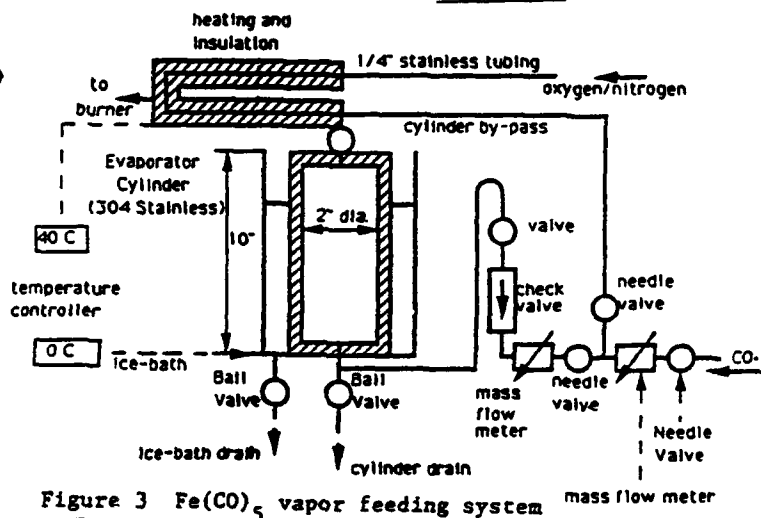 heating and
insulation
1/4" stainless tubing
to
burner
oxygen/nitrogen
cylinder by-pass
Evaporator
Cylinder
(304 Stainless)
2" dia.
10"
40 C
valve
temperature
controller
check
valve
needle
valve
0 C
ice-bath
CO
Ball
Valve
Ball
Valve
mass
flow
meter
needle
valve
Needle
Valve
Ice-bath drain
cylinder drain
mass flow meter
Figure 3 Fe(CO)5 vapor feeding system